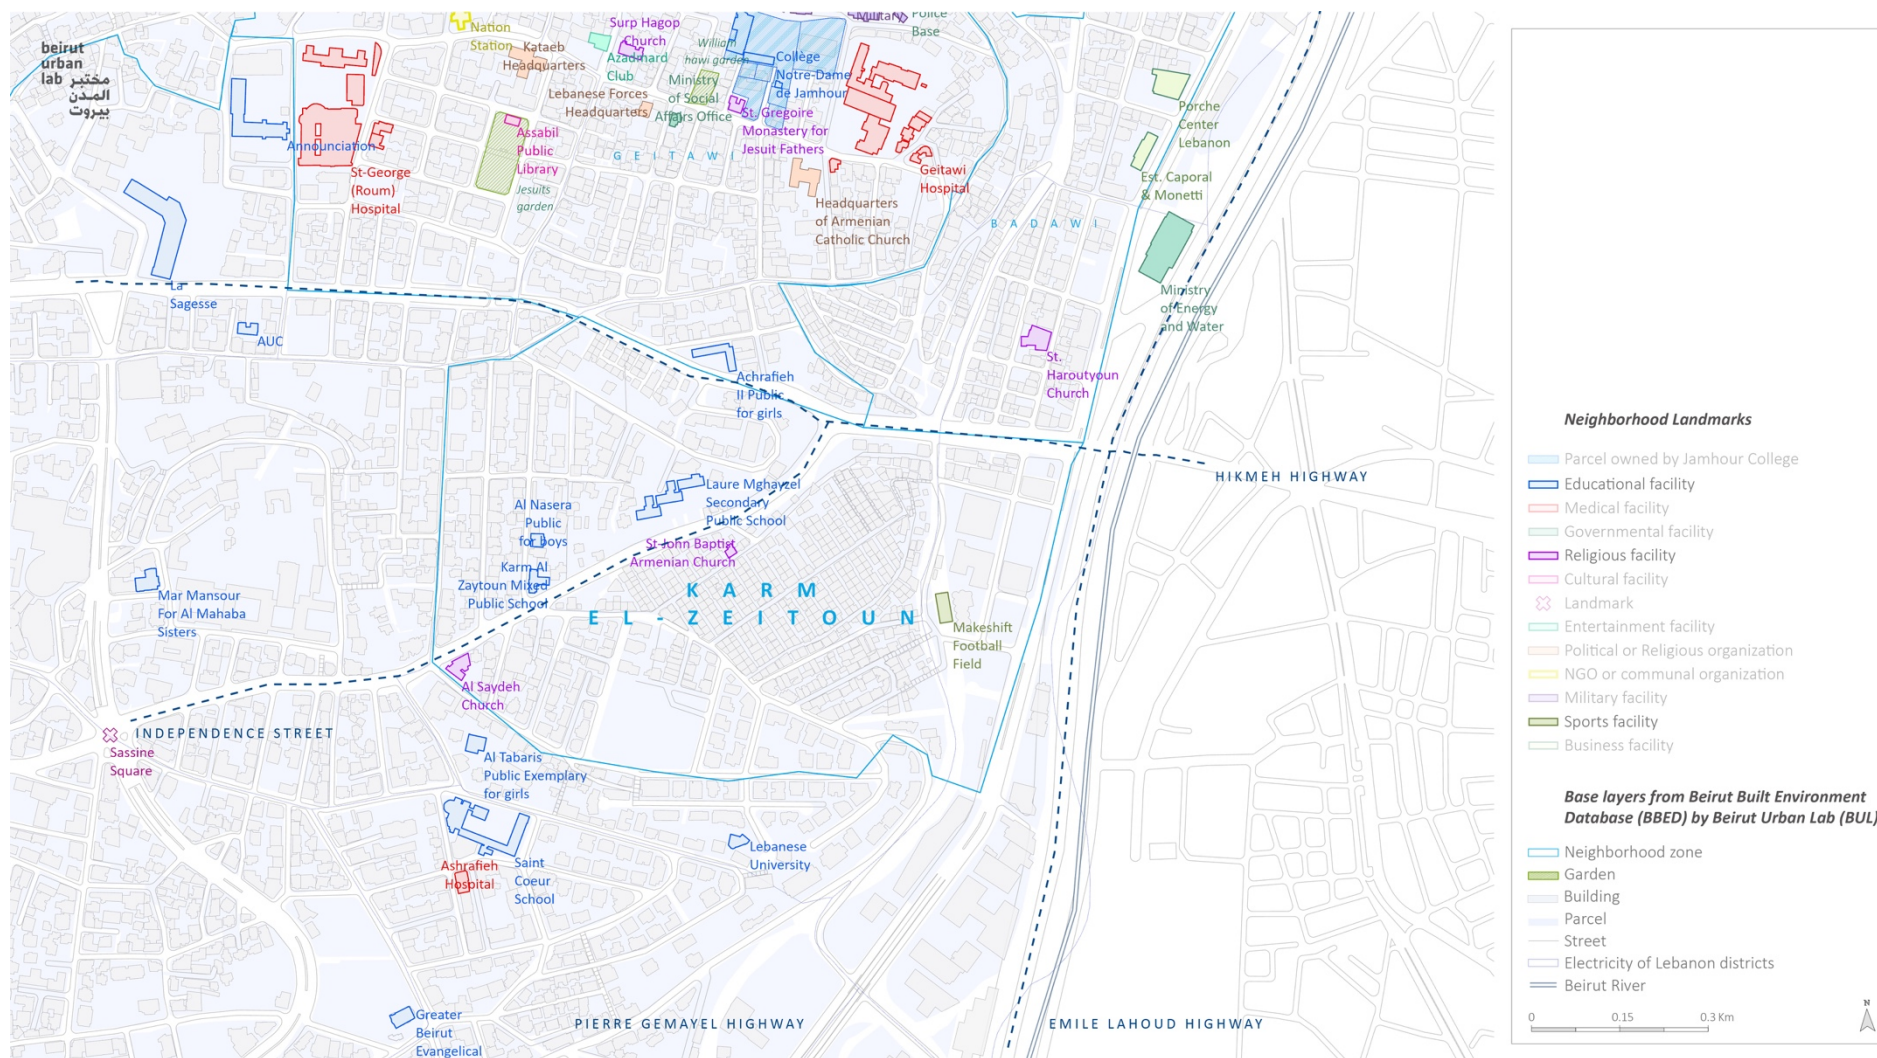 beirut
urban
lab مختبر
المدن
بيروت
Nation
Station
Kataeb
Headquarters
Surp Hagop
Church
Azadmard
Club
William
hawi garden
Military
Police
Base
Collège
Notre-Dame
de Jamhour
Lebanese Forces
Headquarters
Ministry
of Social
Affairs Office
St. Gregoire
Monastery for
Jesuit Fathers
Announciation
St-George
(Roum)
Hospital
Assabil
Public
Library
Jesuits
garden
GEITAWI
Headquarters
of Armenian
Catholic Church
Geitawi
Hospital
Porche
Center
Lebanon
Est. Caporal
& Monetti
BADAWI
Ministry
of Energy
and Water
La
Sagesse
AUC
Achrafieh
II Public
for girls
St.
Haroutyoun
Church
HIKMEH HIGHWAY
Laure Mghayzel
Secondary
Public School
Al Nasera
Public
for boys
St John Baptist
Armenian Church
Karm Al
Zaytoun Mixed
Public School
KARM
EL-ZEITOUN
Mar Mansour
For Al Mahaba
Sisters
Makeshift
Football
Field
Al Saydeh
Church
INDEPENDENCE STREET
Sassine
Square
Al Tabaris
Public Exemplary
for girls
Ashrafieh
Hospital
Saint
Coeur
School
Lebanese
University
Greater
Beirut
Evangelical
PIERRE GEMAYEL HIGHWAY
EMILE LAHOUD HIGHWAY
Neighborhood Landmarks
Parcel owned by Jamhour College
Educational facility
Medical facility
Governmental facility
Religious facility
Cultural facility
Landmark
Entertainment facility
Political or Religious organization
NGO or communal organization
Military facility
Sports facility
Business facility
Base layers from Beirut Built Environment
Database (BBED) by Beirut Urban Lab (BUL)
Neighborhood zone
Garden
Building
Parcel
Street
Electricity of Lebanon districts
Beirut River
0 0.15 0.3 Km
N